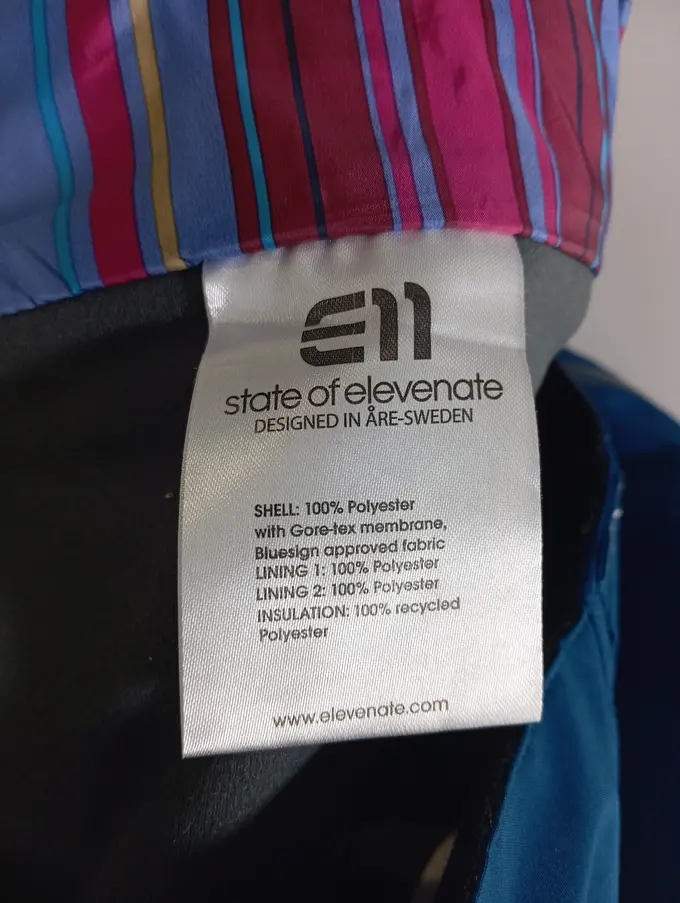 E11
state of elevenate
DESIGNED IN ÅRE-SWEDEN
SHELL: 100% Polyester
with Gore-tex membrane,
Bluesign approved fabric
LINING 1: 100% Polyester
LINING 2: 100% Polyester
INSULATION: 100% recycled
Polyester
www.elevenate.com